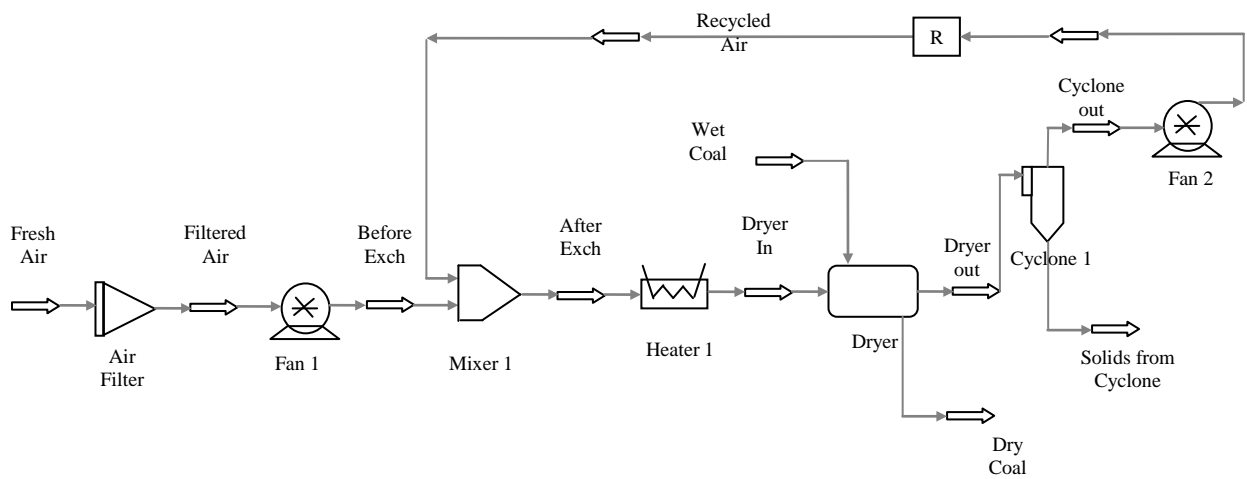 Recycled
Air
R
Cyclone
out
Fan 2
Wet
Coal
Fresh
Air
Filtered
Air
Before
Exch
After
Exch
Dryer
In
Dryer
out
Cyclone 1
Air
Filter
Fan 1
Mixer 1
Heater 1
Dryer
Solids from
Cyclone
Dry
Coal